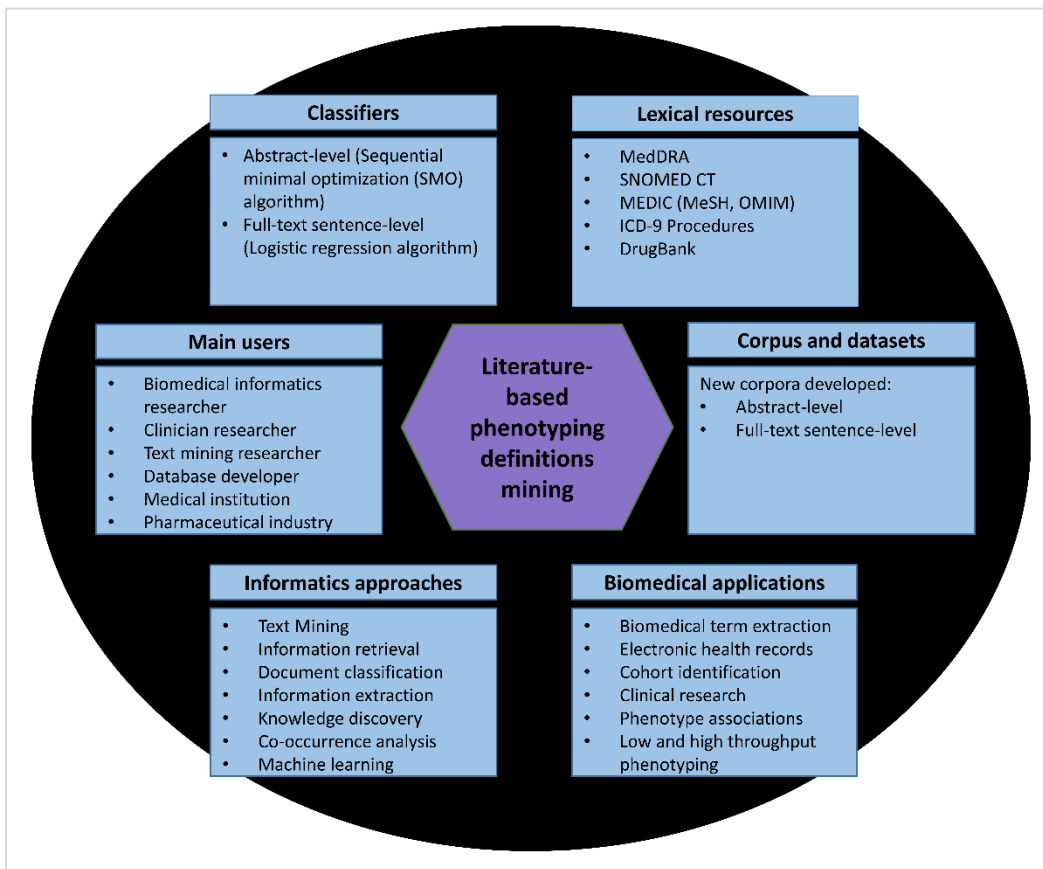 Classifiers
• Abstract-level (Sequential
minimal optimization (SMO)
algorithm)
• Full-text sentence-level
(Logistic regression algorithm)
Lexical resources
• MedDRA
• SNOMED CT
• MEDIC (MeSH, OMIM)
• ICD-9 Procedures
• DrugBank
Main users
• Biomedical informatics
researcher
• Clinician researcher
• Text mining researcher
• Database developer
• Medical institution
• Pharmaceutical industry
Literature-
based
phenotyping
definitions
mining
Corpus and datasets
New corpora developed:
• Abstract-level
• Full-text sentence-level
Informatics approaches
• Text Mining
• Information retrieval
• Document classification
• Information extraction
• Knowledge discovery
• Co-occurrence analysis
• Machine learning
Biomedical applications
• Biomedical term extraction
• Electronic health records
• Cohort identification
• Clinical research
• Phenotype associations
• Low and high throughput
phenotyping